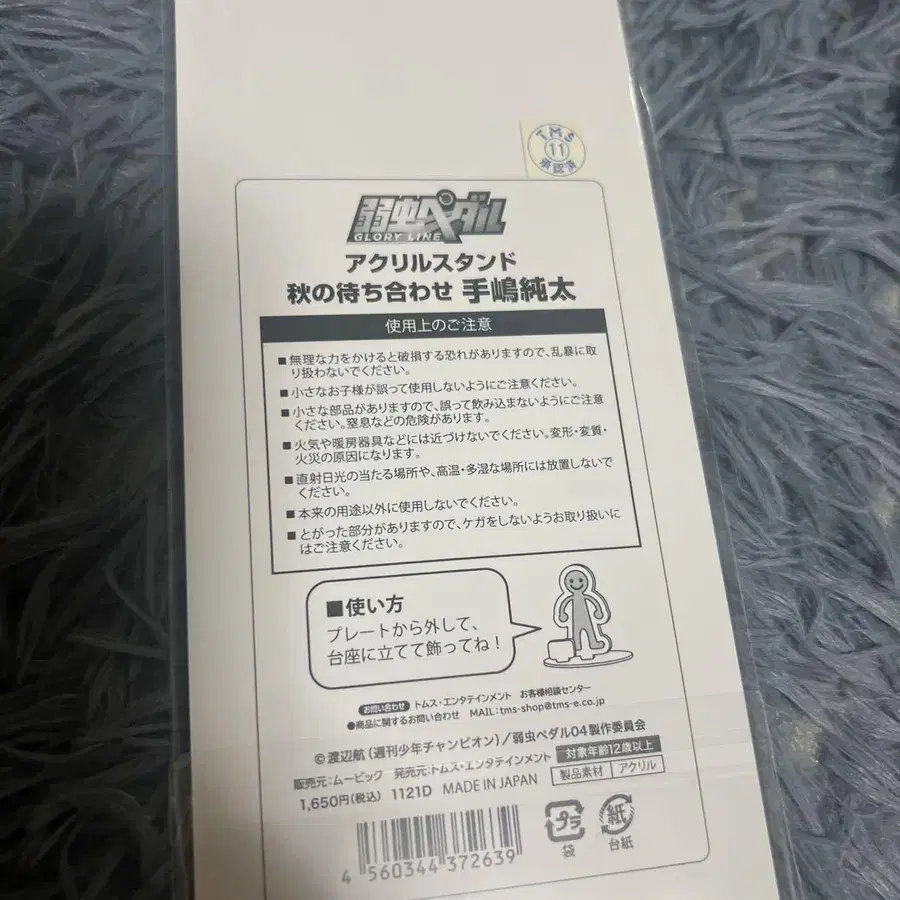 TMS
11
承認済
弱虫ペダル
GLORY LINE
アクリルスタンド
秋の待ち合わせ 手嶋純太
使用上のご注意
■無理な力をかけると破損する恐れがありますので、乱暴に取
り扱わないでください。
■小さなお子様が誤って使用しないようにご注意ください。
■小さな部品がありますので、誤って飲み込まないようにご注意
ください。窒息などの危険があります。
■火気や暖房器具などには近づけないでください。変形・変質・
火災の原因になります。
■直射日光の当たる場所や、高温・多湿な場所には放置しないで
ください。
■本来の用途以外に使用しないでください。
■とがった部分がありますので、ケガをしないようお取り扱いに
はご注意ください。
■使い方
プレートから外して、
台座に立てて飾ってね!
お問い合わせ トムス・エンタテインメント お客様相談センター
●商品に関するお問い合わせ MAIL:tms-shop@tms-e.co.jp
©渡辺航(週刊少年チャンピオン)/弱虫ペダル04製作委員会
販売元:ムービック 発売元:トムス・エンタテインメント 対象年齢12歳以上
1,650円(税込) 1121D MADE IN JAPAN 製品素材 アクリル
プラ 紙
袋 台紙
4 560344 372639